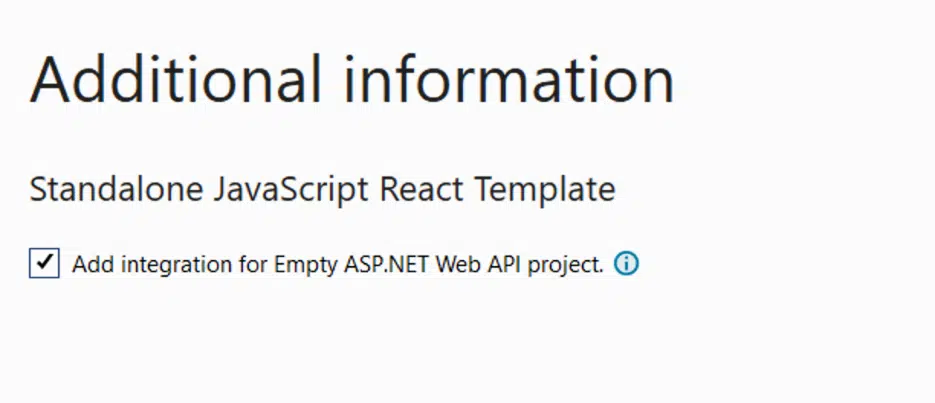 Additional information
Standalone JavaScript React Template
Add integration for Empty ASP.NET Web API project.